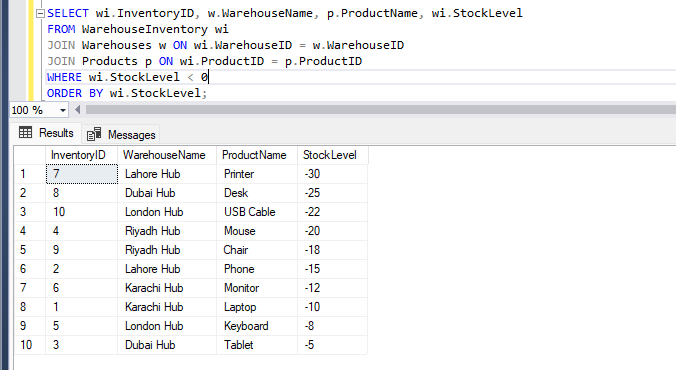 SELECT wi.InventoryID, w.WarehouseName, p.ProductName, wi.StockLevel
FROM WarehouseInventory wi
JOIN Warehouses w ON wi.WarehouseID = w.WarehouseID
JOIN Products p ON wi.ProductID = p.ProductID
WHERE wi.StockLevel < 0
ORDER BY wi.StockLevel;
100 %
Results Messages
InventoryID WarehouseName ProductName StockLevel
1 7 Lahore Hub Printer -30
2 8 Dubai Hub Desk -25
3 10 London Hub USB Cable -22
4 4 Riyadh Hub Mouse -20
5 9 Riyadh Hub Chair -18
6 2 Lahore Hub Phone -15
7 6 Karachi Hub Monitor -12
8 1 Karachi Hub Laptop -10
9 5 London Hub Keyboard -8
10 3 Dubai Hub Tablet -5